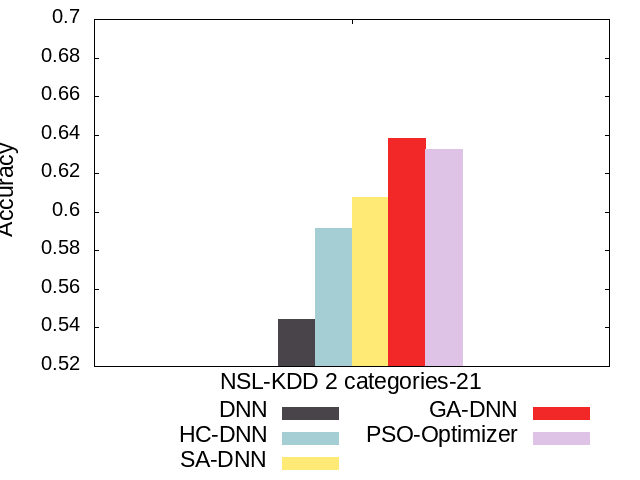 0.7
0.68
0.66
0.64
0.62
0.6
0.58
0.56
0.54
0.52
Accuracy
NSL-KDD 2 categories-21
DNN
HC-DNN
SA-DNN
GA-DNN
PSO-Optimizer